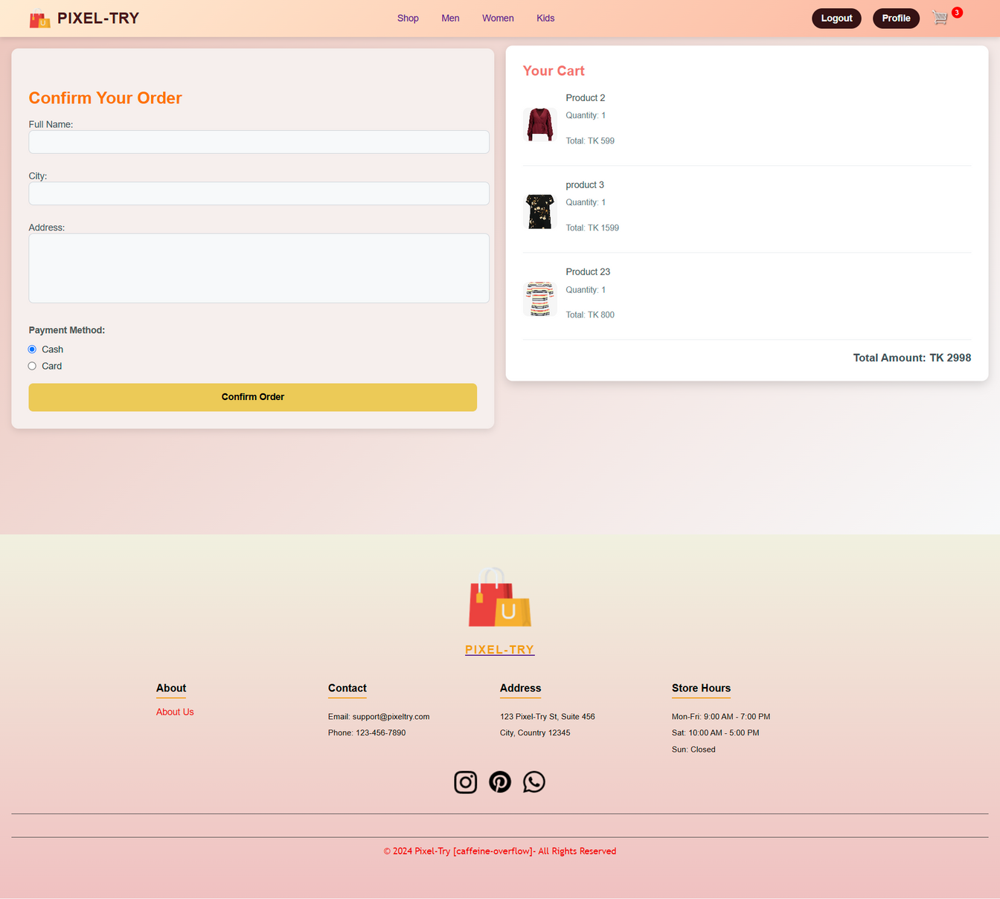 PIXEL-TRY
Shop
Men
Women
Kids
Logout
Profile
3
Confirm Your Order
Full Name:
City:
Address:
Payment Method:
Cash
Card
Confirm Order
Your Cart
Product 2
Quantity: 1
Total: TK 599
product 3
Quantity: 1
Total: TK 1599
Product 23
Quantity: 1
Total: TK 800
Total Amount: TK 2998
U
PIXEL-TRY
About
About Us
Contact
Email: support@pixeltry.com
Phone: 123-456-7890
Address
123 Pixel-Try St, Suite 456
City, Country 12345
Store Hours
Mon-Fri: 9:00 AM - 7:00 PM
Sat: 10:00 AM - 5:00 PM
Sun: Closed
© 2024 Pixel-Try [caffeine-overflow]- All Rights Reserved